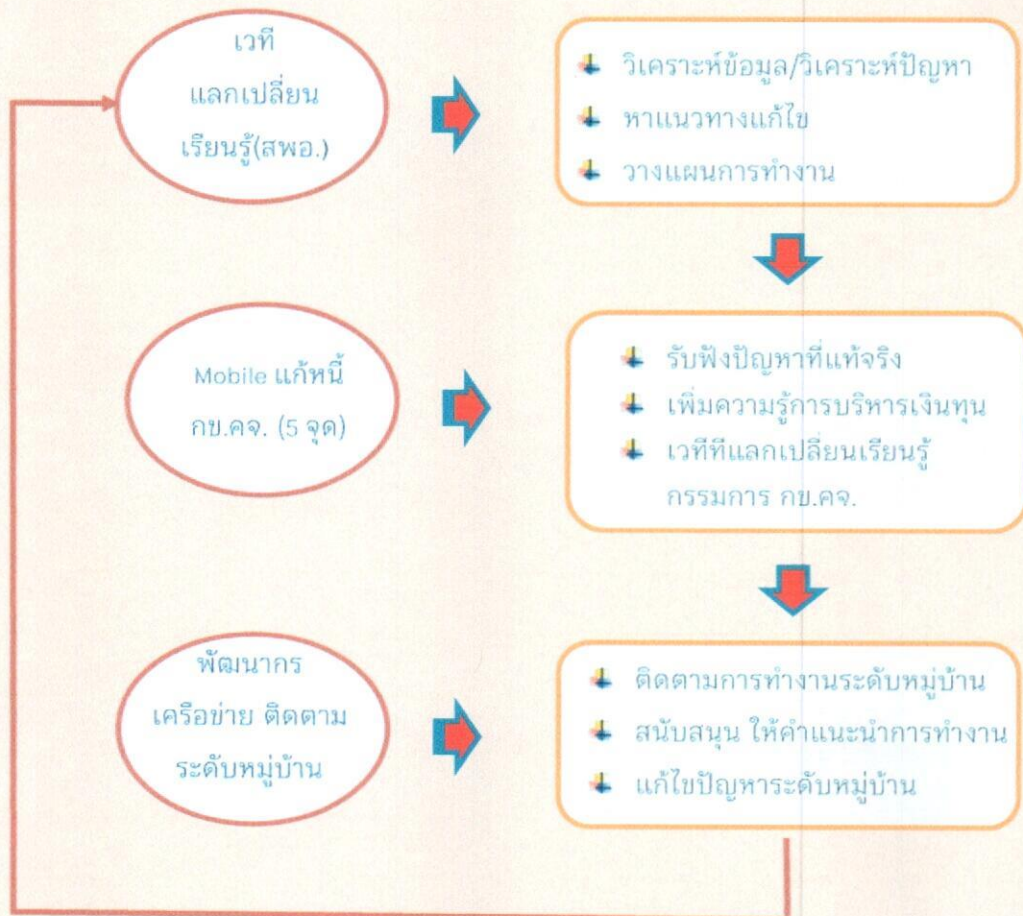 เวที
แลกเปลี่ยน
เรียนรู้(สพอ.)
วิเคราะห์ข้อมูล/วิเคราะห์ปัญหา
หาแนวทางแก้ไข
วางแผนการทำงาน
Mobile แก้หนี้
กข.คจ. (5 จุด)
รับฟังปัญหาที่แท้จริง
เพิ่มความรู้การบริหารเงินทุน
เวทีทีแลกเปลี่ยนเรียนรู้
กรรมการ กข.คจ.
พัฒนากร
เครือข่าย ติดตาม
ระดับหมู่บ้าน
ติดตามการทำงานระดับหมู่บ้าน
สนับสนุน ให้คำแนะนำการทำงาน
แก้ไขปัญหาระดับหมู่บ้าน